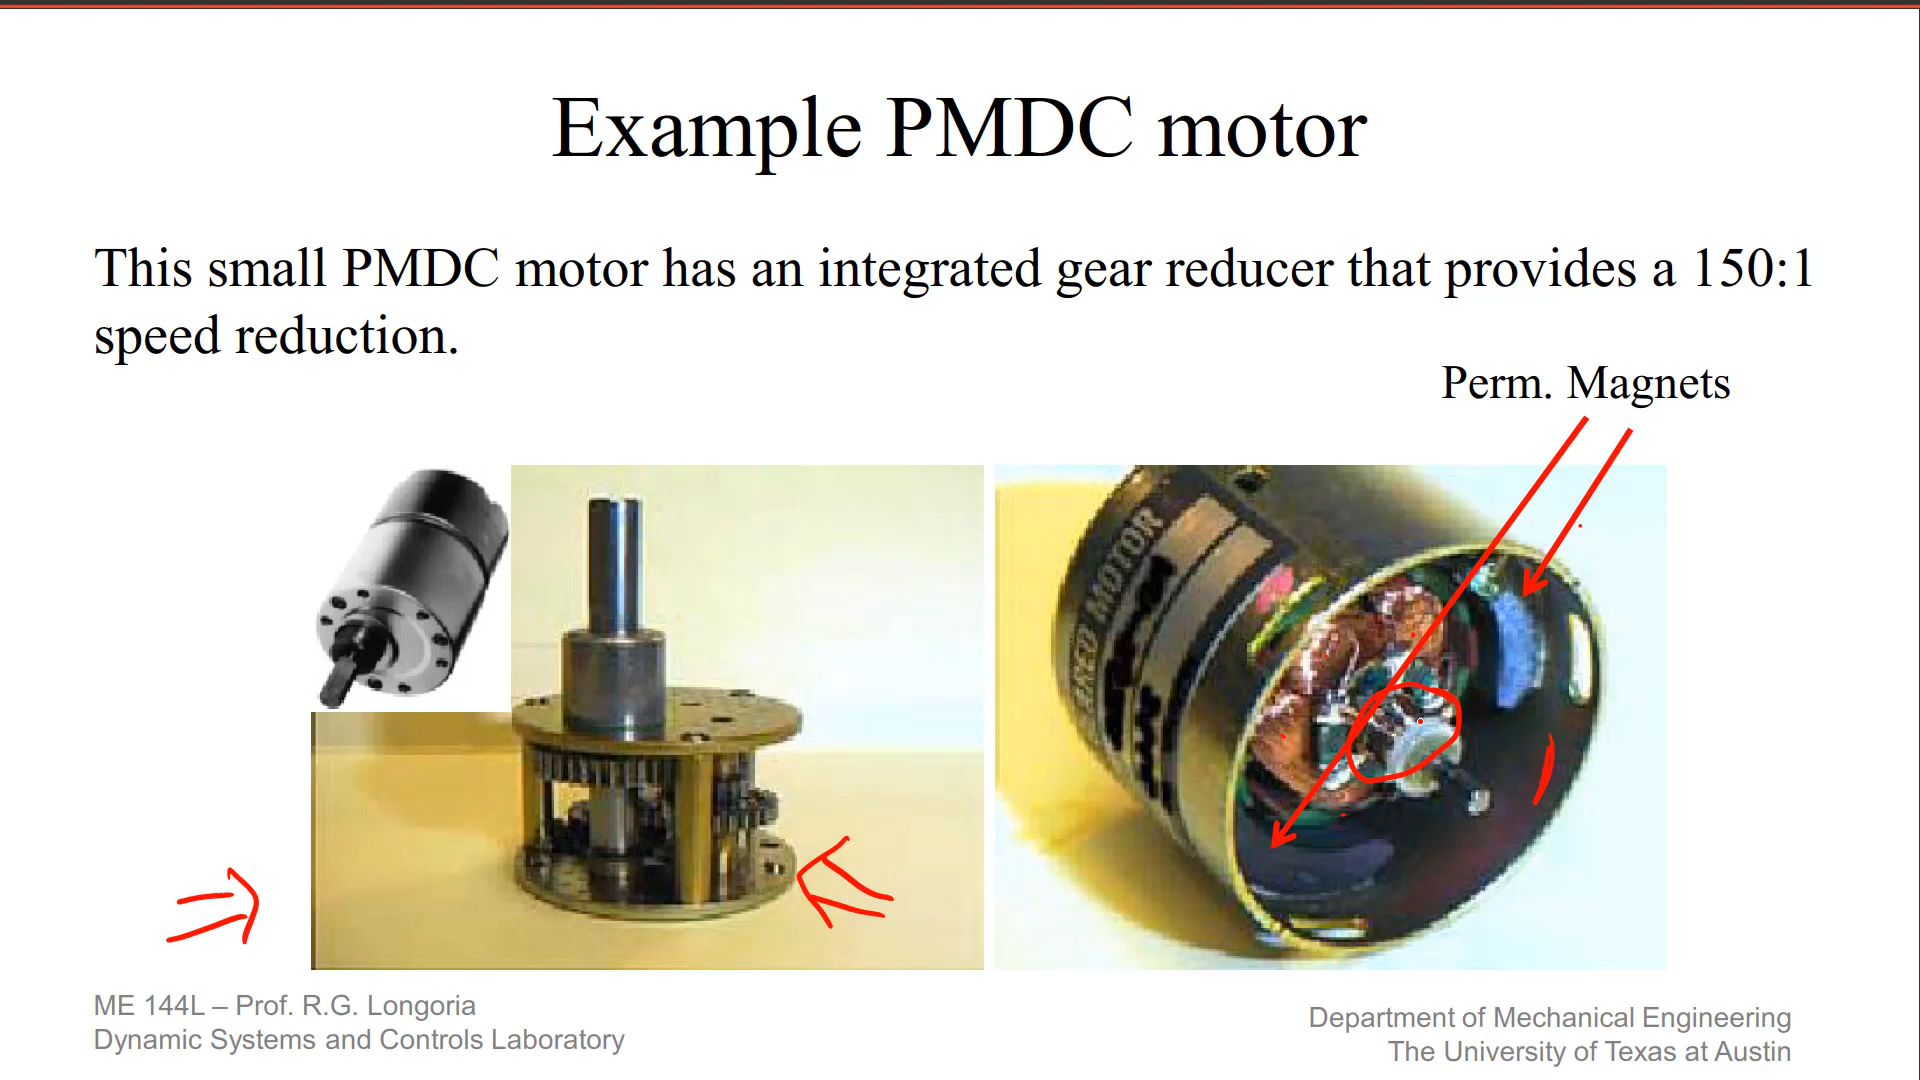 Example PMDC motor
This small PMDC motor has an integrated gear reducer that provides a 150:1
speed reduction.
Perm. Magnets
MOTOR
ME 144L – Prof. R.G. Longoria
Dynamic Systems and Controls Laboratory
Department of Mechanical Engineering
The University of Texas at Austin